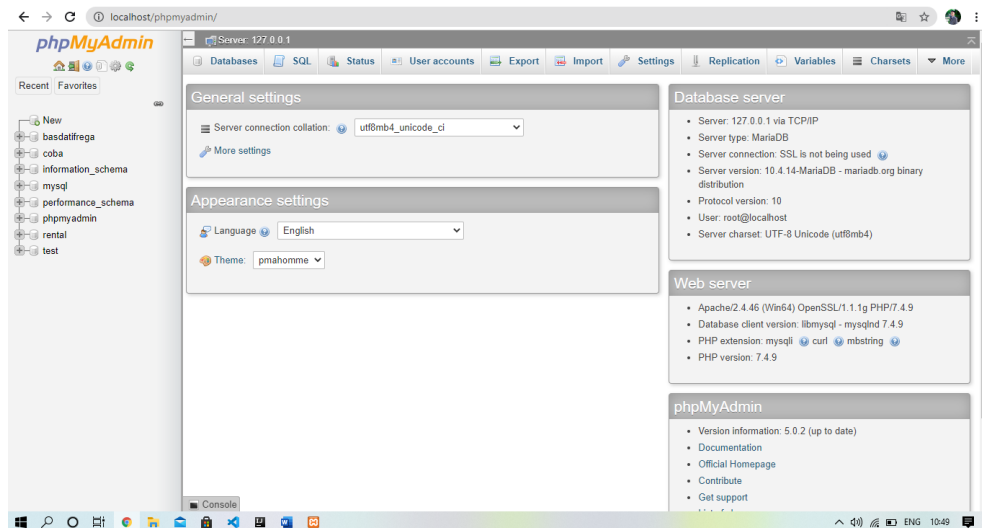 localhost/phpmyadmin/
phpMyAdmin
Recent Favorites
New
basdatifrega
coba
information_schema
mysql
performance_schema
phpmyadmin
rental
test
Server: 127.0.0.1
Databases SQL Status User accounts Export Import Settings Replication Variables Charsets More
General settings
Server connection collation: utf8mb4_unicode_ci
More settings
Appearance settings
Language English
Theme: pmahomme
Database server
Server: 127.0.0.1 via TCP/IP
Server type: MariaDB
Server connection: SSL is not being used
Server version: 10.4.14-MariaDB - mariadb.org binary
distribution
Protocol version: 10
User: root@localhost
Server charset: UTF-8 Unicode (utf8mb4)
Web server
Apache/2.4.46 (Win64) OpenSSL/1.1.1g PHP/7.4.9
Database client version: libmysql - mysqlnd 7.4.9
PHP extension: mysqli curl mbstring
PHP version: 7.4.9
phpMyAdmin
Version information: 5.0.2 (up to date)
Documentation
Official Homepage
Contribute
Get support
Console
ENG 10:49